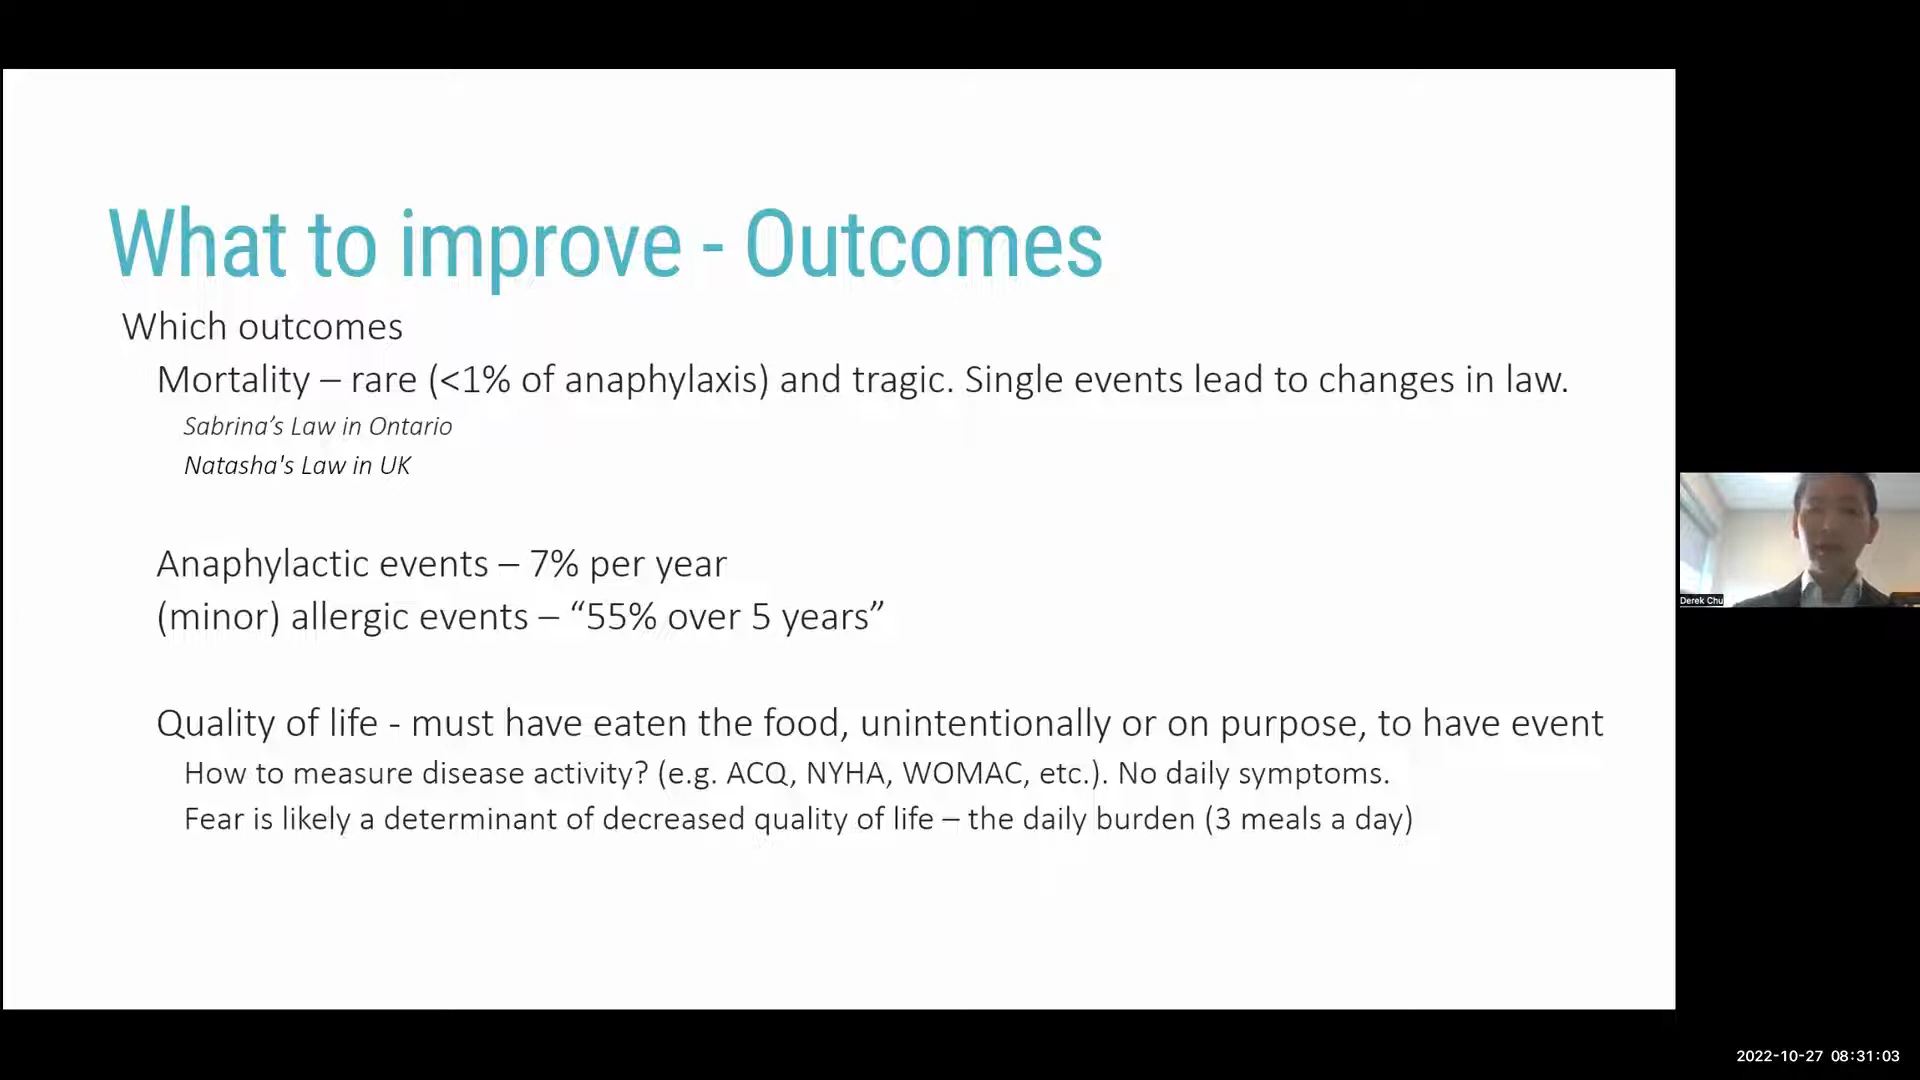 What to improve - Outcomes
Which outcomes
Mortality – rare (<1% of anaphylaxis) and tragic. Single events lead to changes in law.
Sabrina’s Law in Ontario
Natasha's Law in UK
Anaphylactic events – 7% per year
(minor) allergic events – “55% over 5 years”
Quality of life - must have eaten the food, unintentionally or on purpose, to have event
How to measure disease activity? (e.g. ACQ, NYHA, WOMAC, etc.). No daily symptoms.
Fear is likely a determinant of decreased quality of life – the daily burden (3 meals a day)
Derek Chu
2022-10-27 08:31:03